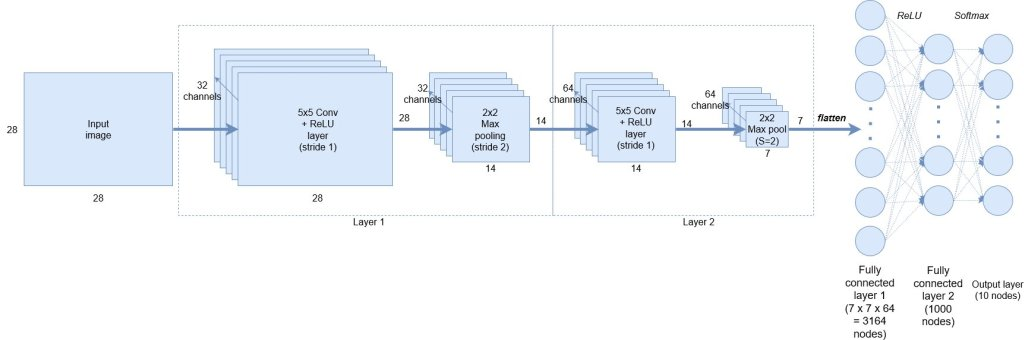 Input
image
28
28
32
channels
5x5 Conv
+ ReLU
layer
(stride 1)
28
28
32
channels
2x2
Max
pooling
(stride 2)
14
14
Layer 1
64
channels
5x5 Conv
+ ReLU
layer
(stride 1)
14
14
64
channels
2x2
Max pool
(S=2)
7
7
Layer 2
flatten
ReLU
Softmax
Fully
connected
layer 1
(7 x 7 x 64
= 3164
nodes)
Fully
connected
layer 2
(1000
nodes)
Output layer
(10 nodes)